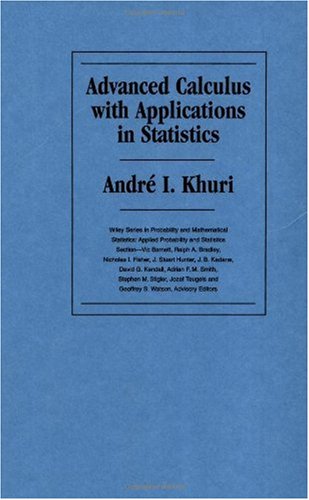 Advanced Calculus
with Applications
in Statistics
André I. Khuri
Wiley Series in Probability and Mathematical
Statistics: Applied Probability and Statistics
Section—Vic Barnett, Ralph A. Bradley,
Nicholas I. Fisher, J. Stuart Hunter, J. B. Kadane,
David G. Kendall, Adrian F. M. Smith,
Stephen M. Stigler, Jozef Teugels and
Geoffrey S. Watson, Advisory Editors